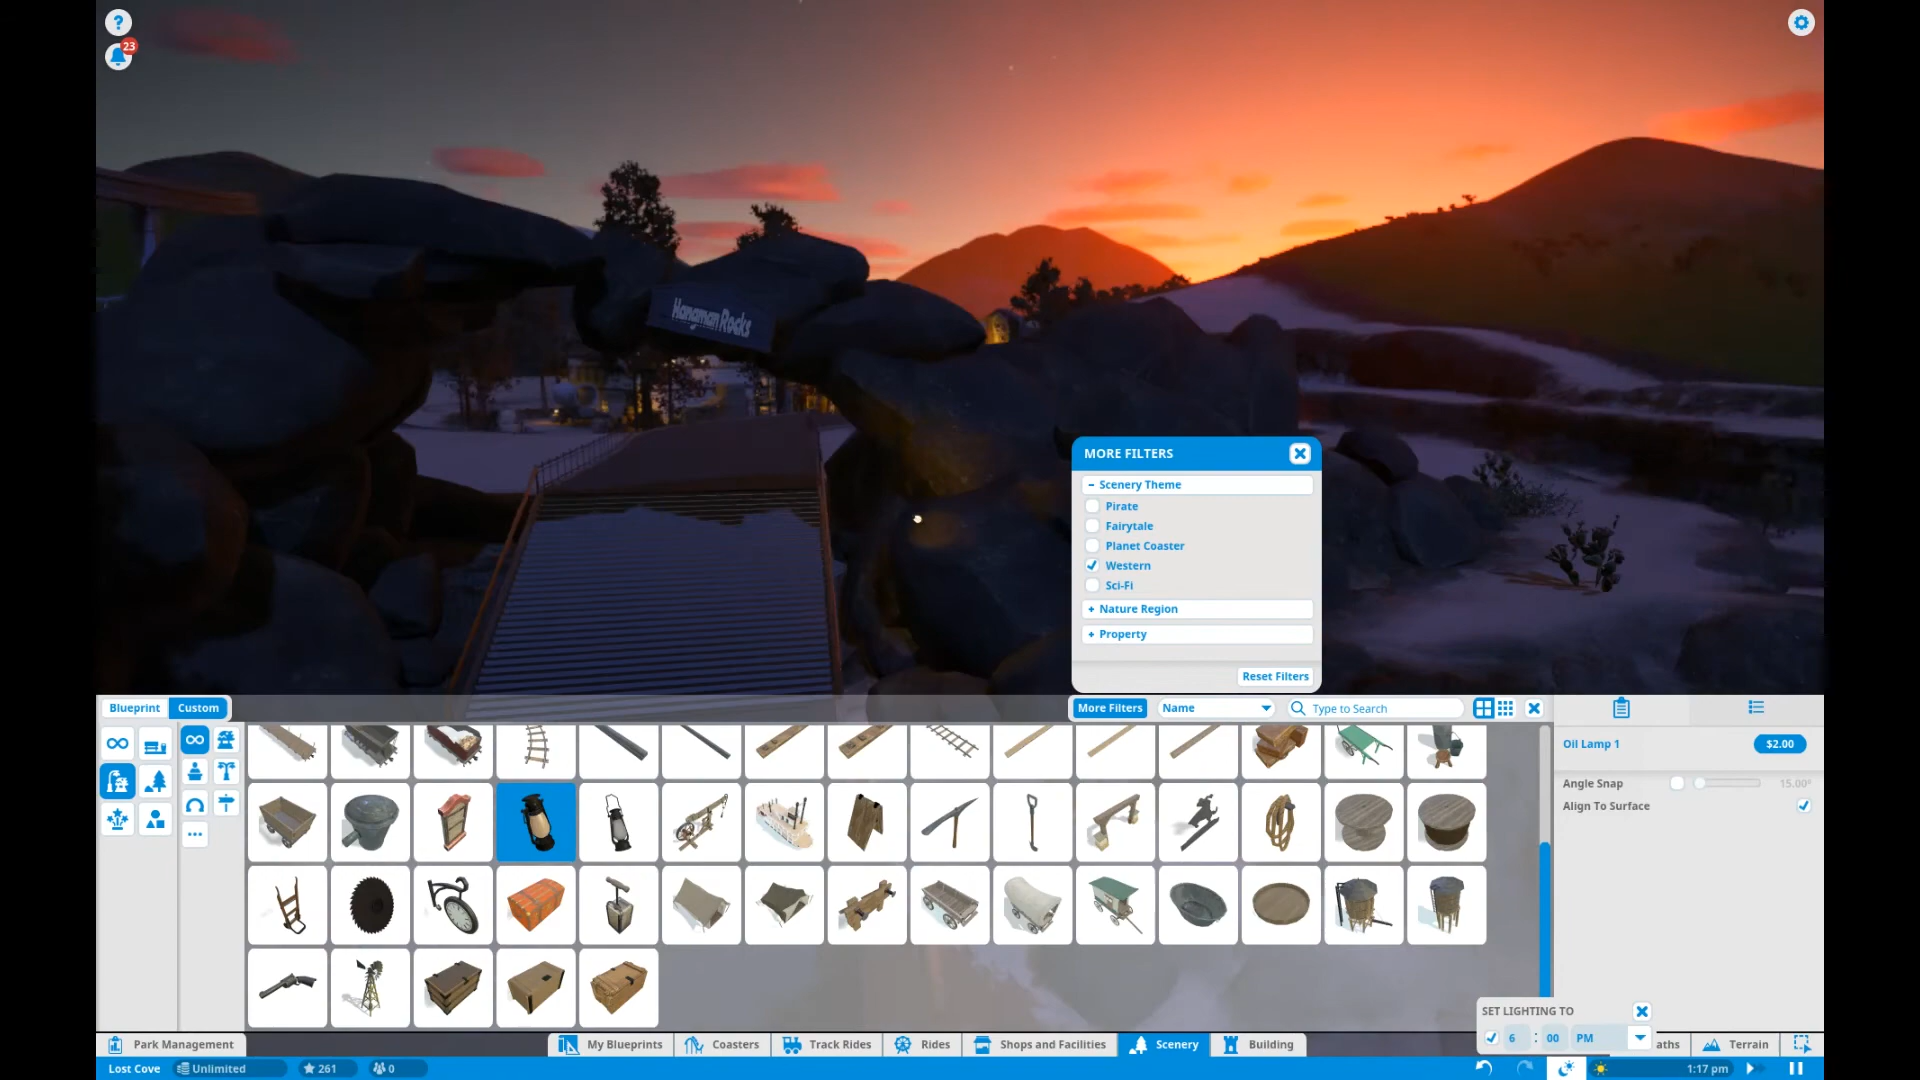 ?
23
Hangman Rocks
MORE FILTERS
− Scenery Theme
Pirate
Fairytale
Planet Coaster
Western
Sci-Fi
+ Nature Region
+ Property
Reset Filters
Blueprint Custom
More Filters Name Type to Search
Oil Lamp 1 $2.00
Angle Snap 15.00°
Align To Surface
SET LIGHTING TO
6 : 00 PM
Park Management My Blueprints Coasters Track Rides Rides Shops and Facilities Scenery Building aths Terrain
Lost Cove Unlimited 261 0 1:17 pm